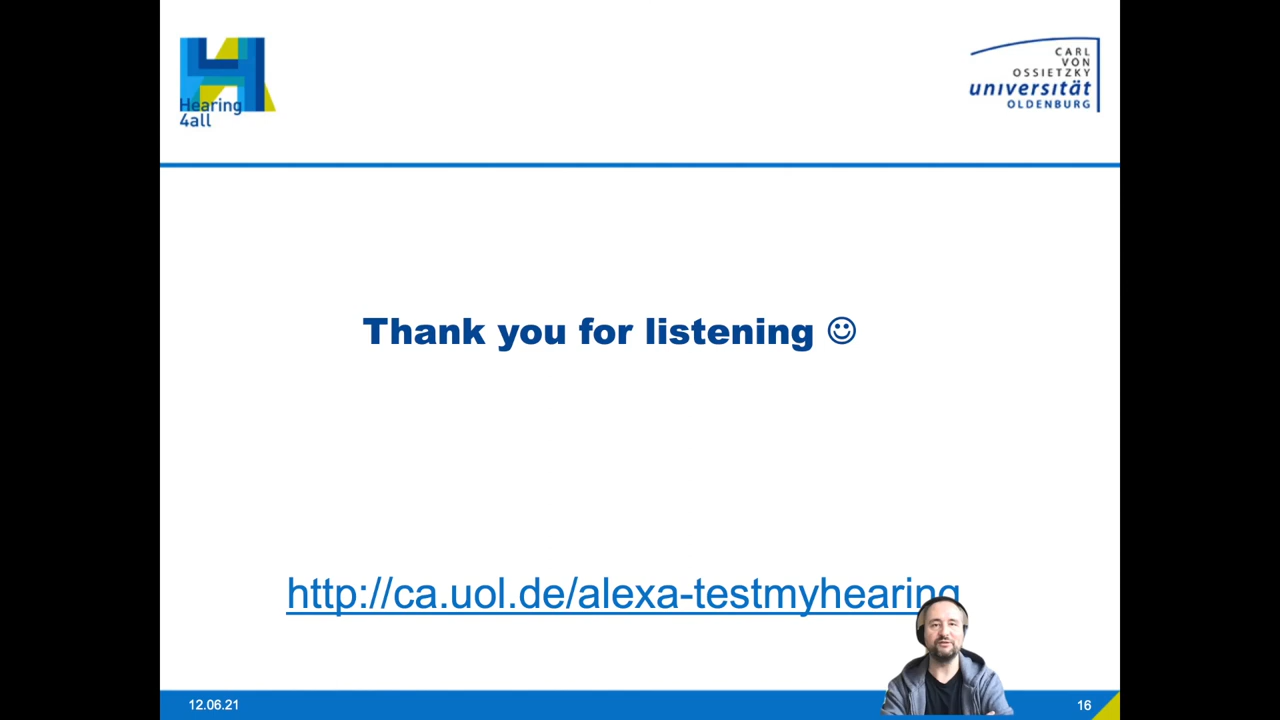 Hearing
4all
CARL
VON
OSSIETZKY
universität
OLDENBURG
Thank you for listening ☺
http://ca.uol.de/alexa-testmyhearing
12.06.21
16